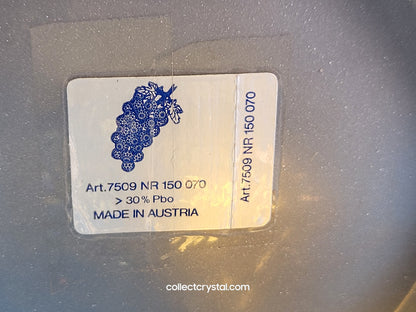 Art.7509 NR 150 070
> 30% Pbo
MADE IN AUSTRIA
Art.7509 NR 150 070
collectcrystal.com